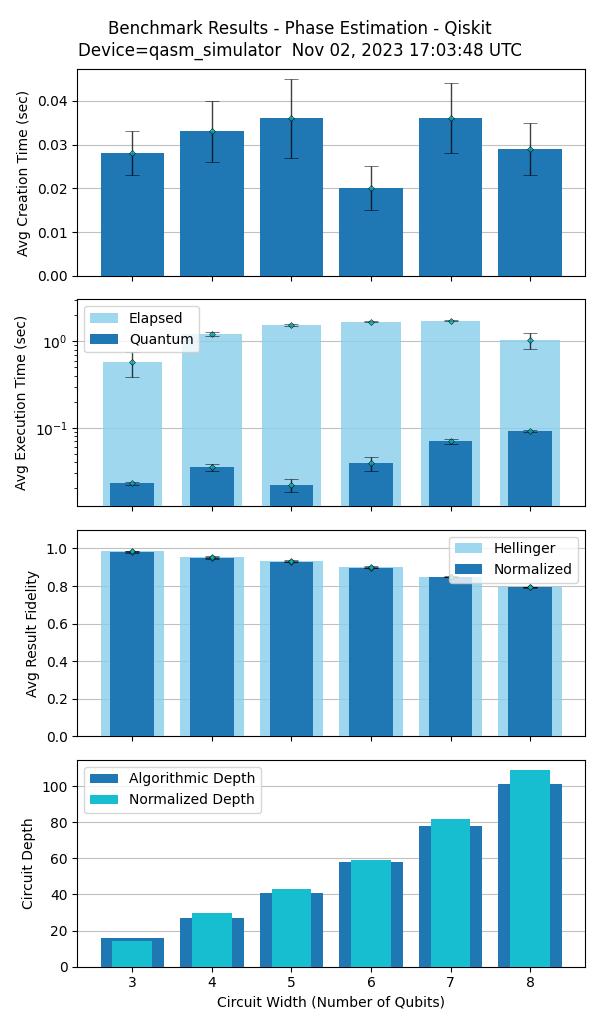 Benchmark Results - Phase Estimation - Qiskit
Device=qasm_simulator  Nov 02, 2023 17:03:48 UTC
Avg Creation Time (sec)
0.04
0.03
0.02
0.01
0.00
Avg Execution Time (sec)
10⁰
10⁻¹
Elapsed
Quantum
Avg Result Fidelity
1.0
0.8
0.6
0.4
0.2
0.0
Hellinger
Normalized
Circuit Depth
100
80
60
40
20
0
Algorithmic Depth
Normalized Depth
3 4 5 6 7 8
Circuit Width (Number of Qubits)